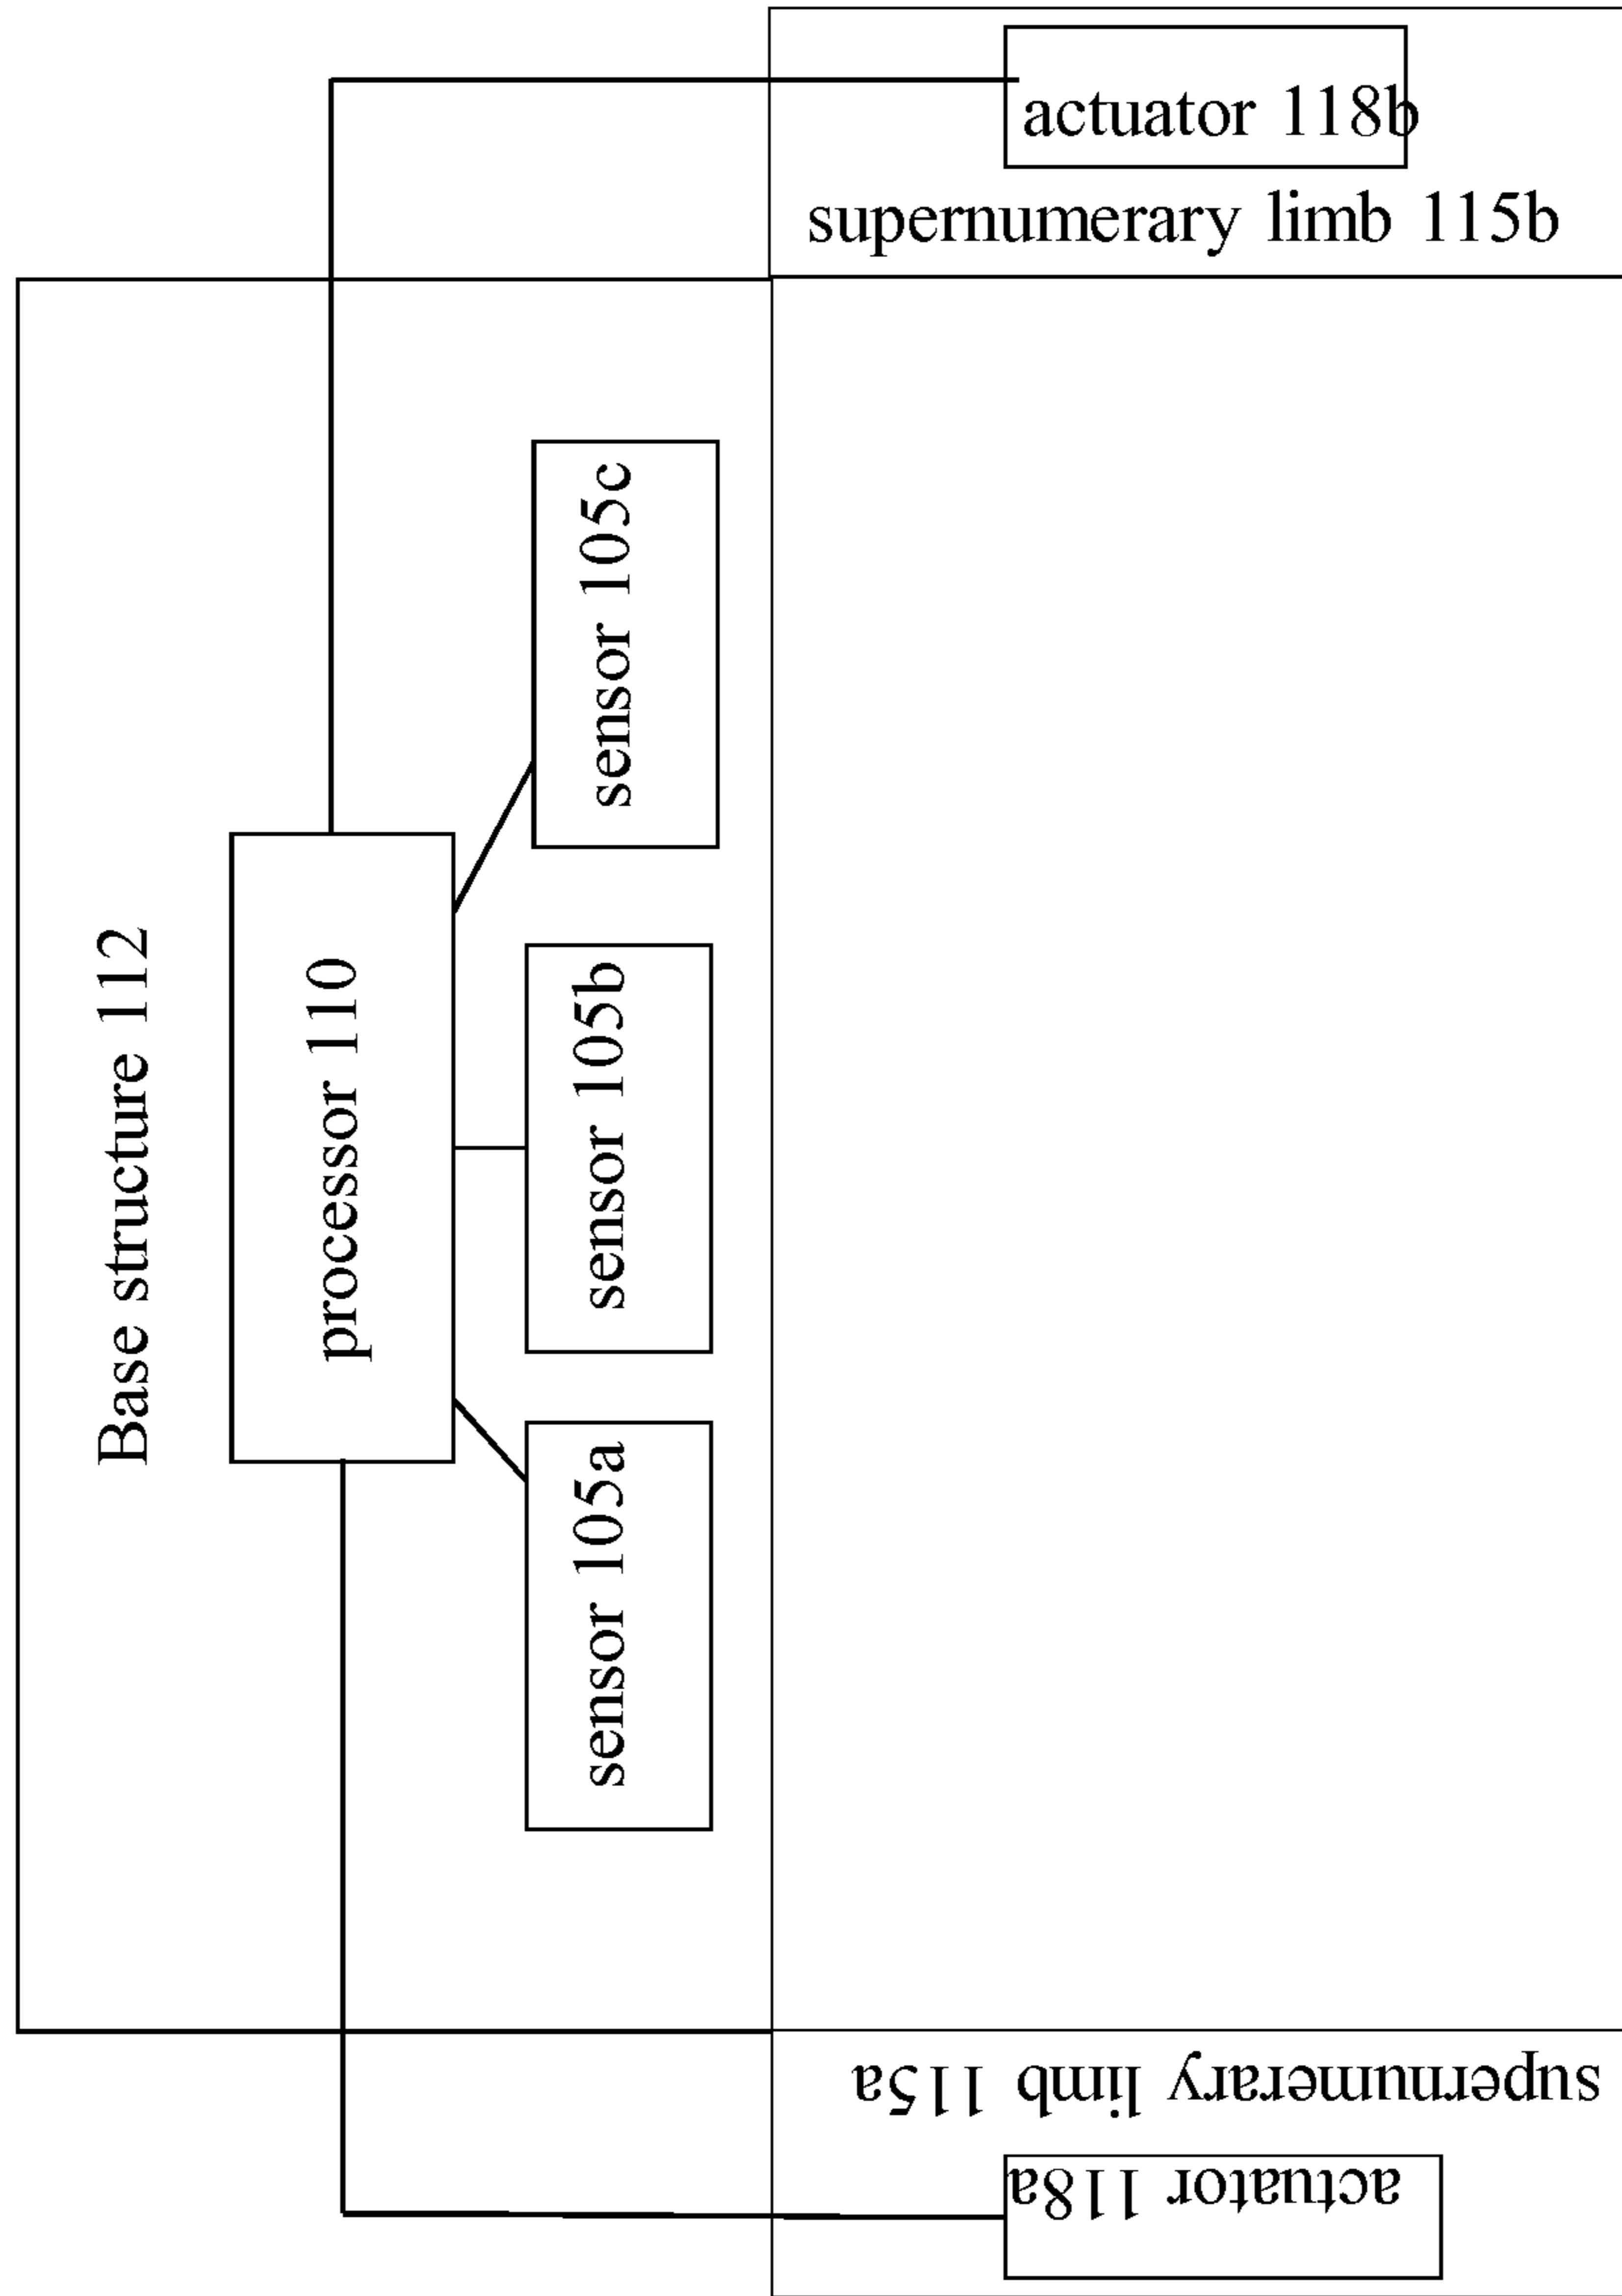 actuator 118b
supernumerary limb 115b
Base structure 112
processor 110
sensor 105a
sensor 105b
sensor 105c
supernumerary limb 115a
actuator 118a